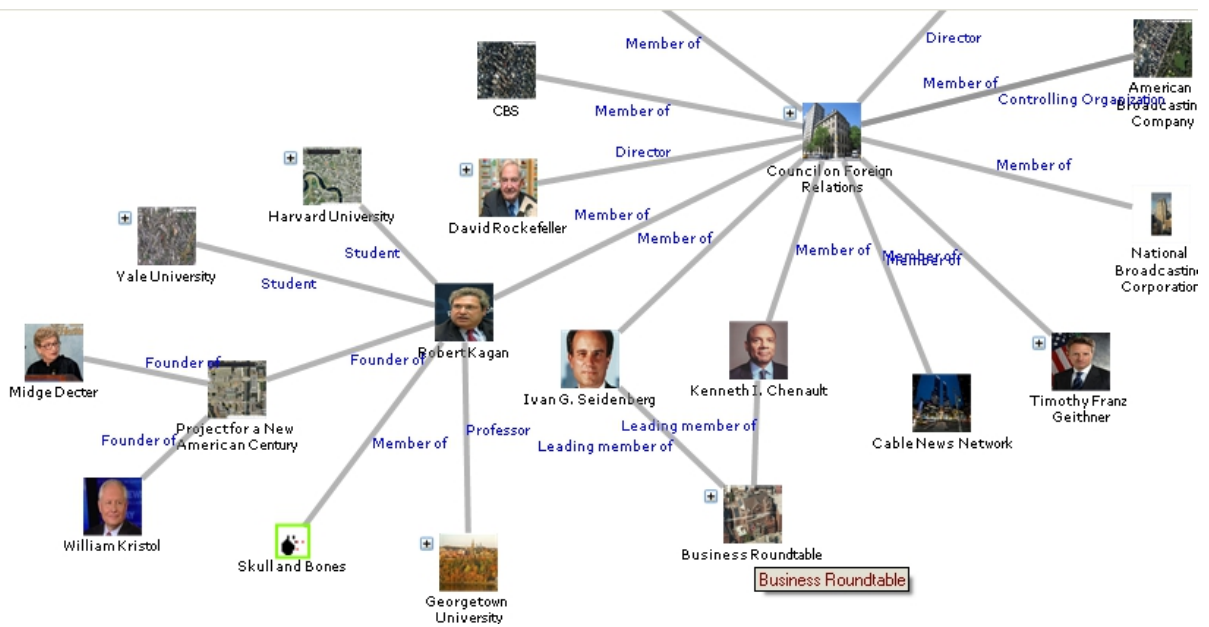 Member of
Director
CBS
Member of
Member of
American
Broadcastin
Company
Controlling Organization
Council on Foreign
Relations
Director
Member of
David Rockefeller
Harvard University
Member of
Member of
Student
Yale University
Student
Member of
Member of
Member of
National
Broadcastin
Corporation
Robert Kagan
Founder of
Founder of
Midge Decter
Project for a New
American Century
Founder of
William Kristol
Member of
Professor
Skull and Bones
Georgetown
University
Ivan G. Seidenberg
Kenneth I. Chenault
Leading member of
Leading member of
Timothy Franz
Geithner
Cable News Network
Business Roundtable
Business Roundtable